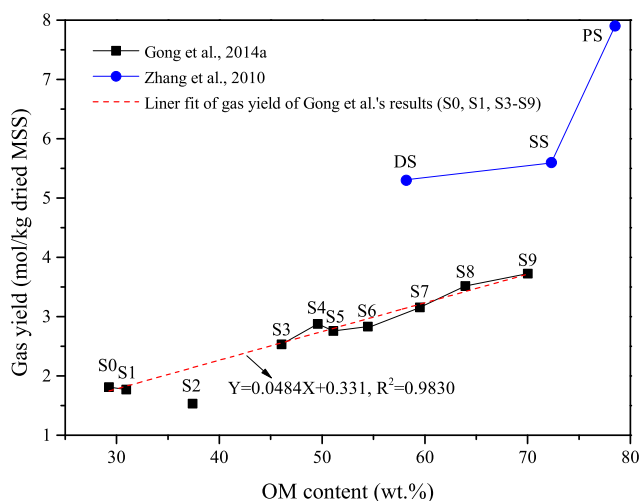 8
7
6
5
4
3
2
1
Gas yield (mol/kg dried MSS)
Gong et al., 2014a
Zhang et al., 2010
Liner fit of gas yield of Gong et al.'s results (S0, S1, S3-S9)
PS
SS
DS
S9
S8
S7
S6
S5
S4
S3
S2
S1
S0
Y=0.0484X+0.331, R²=0.9830
30 40 50 60 70 80
OM content (wt.%)